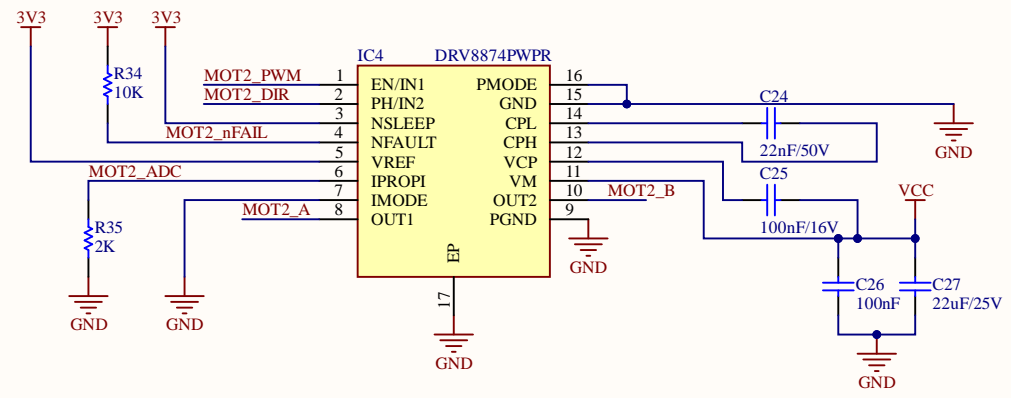 3V3 3V3 3V3
IC4 DRV8874PWPR
R34
10K
MOT2_PWM 1 EN/IN1 PMODE 16
MOT2_DIR 2 PH/IN2 GND 15
3 NSLEEP CPL 14
MOT2_nFAIL 4 NFAULT CPH 13
5 VREF VCP 12
MOT2_ADC 6 IPROPI VM 11
7 IMODE OUT2 10 MOT2_B
MOT2_A 8 OUT1 PGND 9
EP
17
GND
C24
22nF/50V
GND
C25
100nF/16V
VCC
R35
2K
GND
GND
GND
C26
100nF
C27
22uF/25V
GND